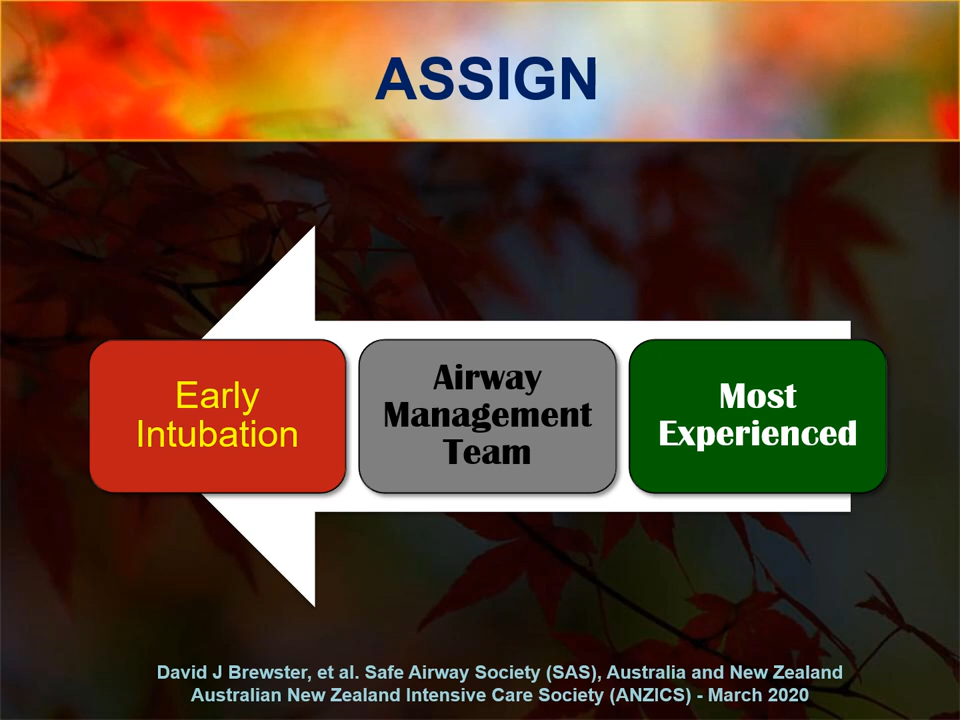 ASSIGN
Early
Intubation
Airway
Management
Team
Most
Experienced
David J Brewster, et al. Safe Airway Society (SAS), Australia and New Zealand
Australian New Zealand Intensive Care Society (ANZICS) - March 2020